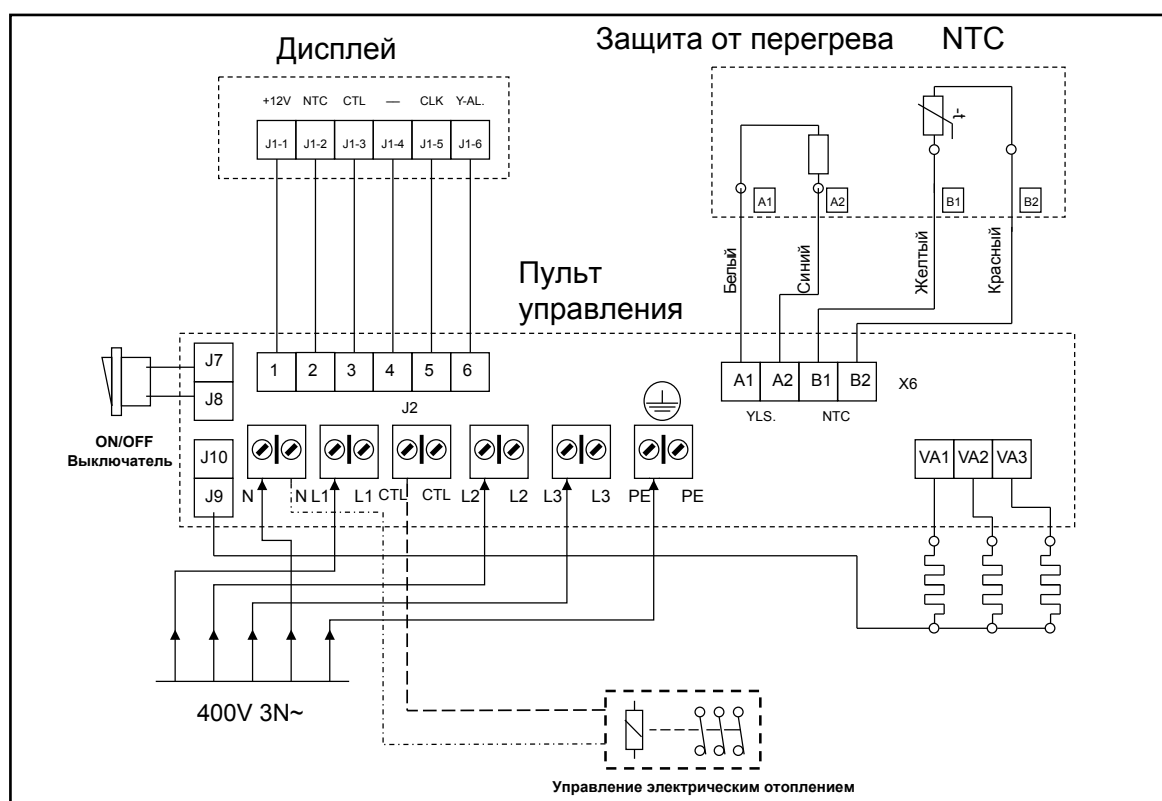 Дисплей
Защита от перегрева NTC
+12V NTC CTL — CLK Y-AL.
J1-1 J1-2 J1-3 J1-4 J1-5 J1-6
-t
A1 A2 B1 B2
Белый
Синий
Желтый
Красный
Пульт
управления
J7
J8
1 2 3 4 5 6
J2
A1 A2 B1 B2 X6
YLS. NTC
ON/OFF
Выключатель
J10
J9
VA1 VA2 VA3
N N L1 L1 CTL CTL L2 L2 L3 L3 PE PE
400V 3N~
Управление электрическим отоплением